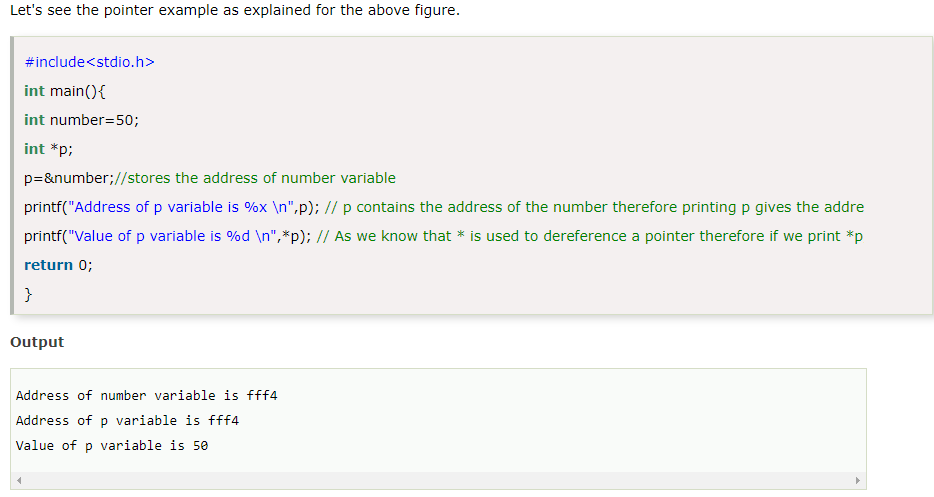 Let's see the pointer example as explained for the above figure.
#include<stdio.h>
int main(){
int number=50;
int *p;
p=&number;//stores the address of number variable
printf("Address of p variable is %x \n",p); // p contains the address of the number therefore printing p gives the addre
printf("Value of p variable is %d \n",*p); // As we know that * is used to dereference a pointer therefore if we print *p
return 0;
}
Output
Address of number variable is fff4
Address of p variable is fff4
Value of p variable is 50